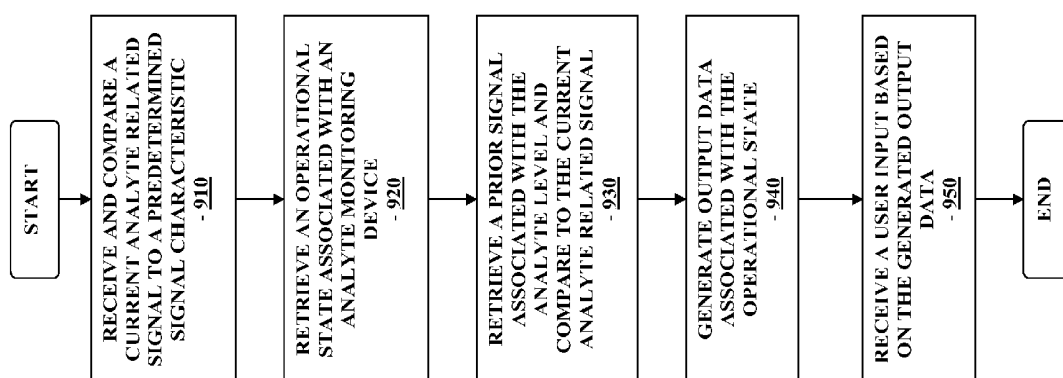 START
RECEIVE AND COMPARE A
CURRENT ANALYTE RELATED
SIGNAL TO A PREDETERMINED
SIGNAL CHARACTERISTIC
- 910
RETRIEVE AN OPERATIONAL
STATE ASSOCIATED WITH AN
ANALYTE MONITORING
DEVICE
- 920
RETRIEVE A PRIOR SIGNAL
ASSOCIATED WITH THE
ANALYTE LEVEL AND
COMPARE TO THE CURRENT
ANALYTE RELATED SIGNAL
- 930
GENERATE OUTPUT DATA
ASSOCIATED WITH THE
OPERATIONAL STATE
- 940
RECEIVE A USER INPUT BASED
ON THE GENERATED OUTPUT
DATA
- 950
END